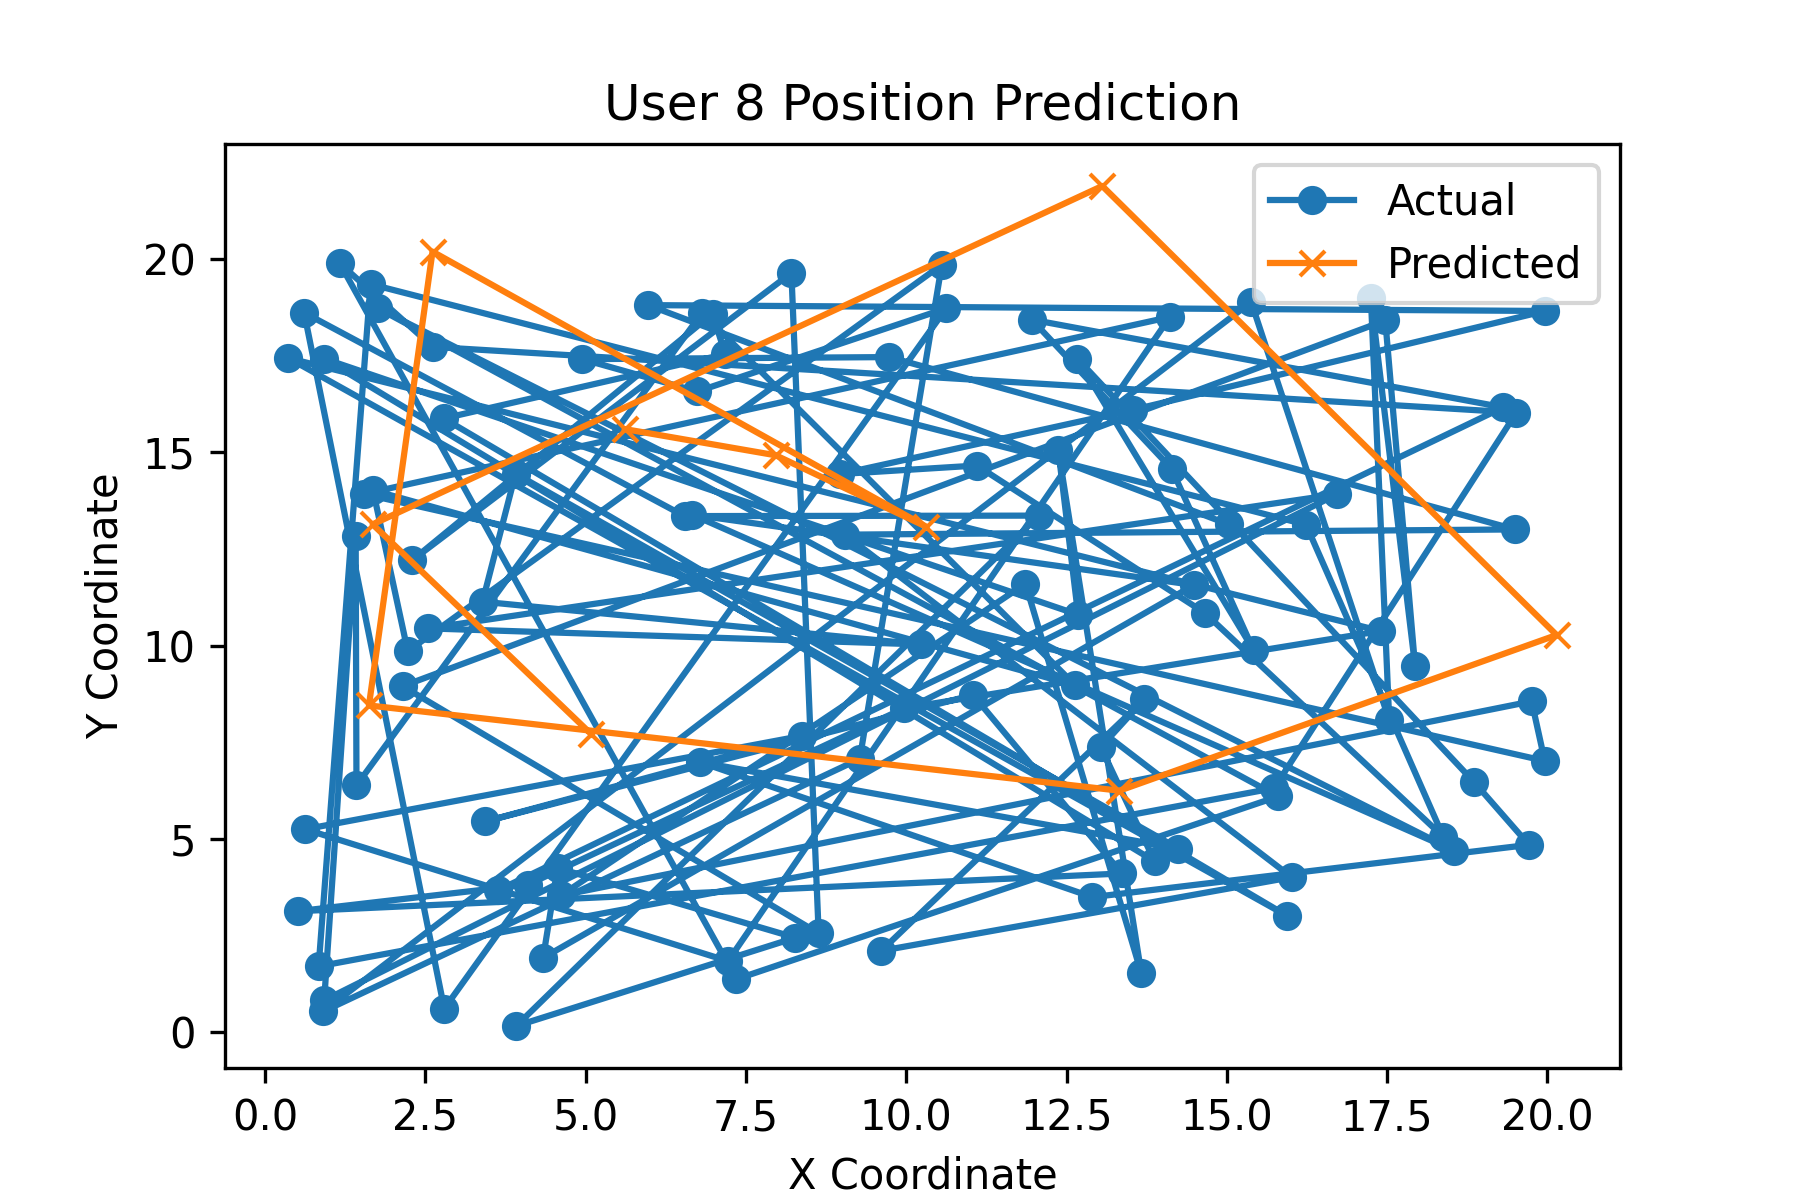 User 8 Position Prediction
Actual
Predicted
Y Coordinate
20
15
10
5
0
0.0 2.5 5.0 7.5 10.0 12.5 15.0 17.5 20.0
X Coordinate